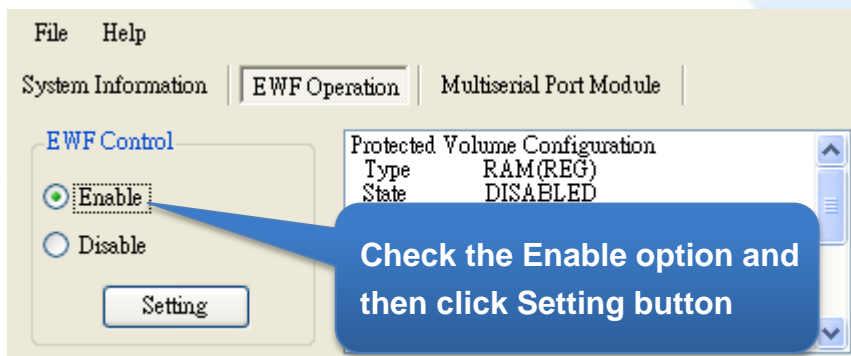 File Help
System Information EWF Operation Multiserial Port Module
EWF Control
Enable
Disable
Setting
Protected Volume Configuration
Type RAM(REG)
State DISABLED
Check the Enable option and
then click Setting button